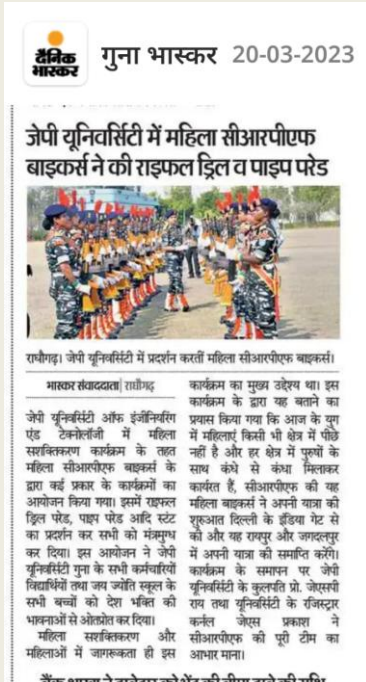 दैनिक
भास्कर
गुना भास्कर 20-03-2023
जेपी यूनिवर्सिटी में महिला सीआरपीएफ
बाइकर्स ने की राइफल ड्रिल व पाइप परेड
राघौगढ़। जेपी यूनिवर्सिटी में प्रदर्शन करतीं महिला सीआरपीएफ बाइकर्स।
भास्कर संवाददाता| राघौगढ़
जेपी यूनिवर्सिटी ऑफ इंजीनियरिंग
एंड टेक्नोलॉजी में महिला
सशक्तिकरण कार्यक्रम के तहत
महिला सीआरपीएफ बाइकर्स के
द्वारा कई प्रकार के कार्यक्रमों का
आयोजन किया गया। इसमें राइफल
ड्रिल परेड, पाइप परेड आदि स्टंट
का प्रदर्शन कर सभी को मंत्रमुग्ध
कर दिया। इस आयोजन ने जेपी
यूनिवर्सिटी गुना के सभी कर्मचारियों
विद्यार्थियों तथा जय ज्योति स्कूल के
सभी बच्चों को देश भक्ति की
भावनाओं से ओतप्रोत कर दिया।
महिला सशक्तिकरण और
महिलाओं में जागरूकता ही इस
कार्यक्रम का मुख्य उद्देश्य था। इस
कार्यक्रम के द्वारा यह बताने का
प्रयास किया गया कि आज के युग
में महिलाएं किसी भी क्षेत्र में पीछे
नहीं है और हर क्षेत्र में पुरुषों के
साथ कंधे से कंधा मिलाकर
कार्यरत हैं, सीआरपीएफ की यह
महिला बाइकर्स ने अपनी यात्रा की
शुरुआत दिल्ली के इंडिया गेट से
की और यह रायपुर और जगदलपुर
में अपनी यात्रा की समाप्ति करेंगी।
कार्यक्रम के समापन पर जेपी
यूनिवर्सिटी के कुलपति प्रो. जेएसपी
राय तथा यूनिवर्सिटी के रजिस्ट्रार
कर्नल जेएस प्रकाश ने
सीआरपीएफ की पूरी टीम का
आभार माना।